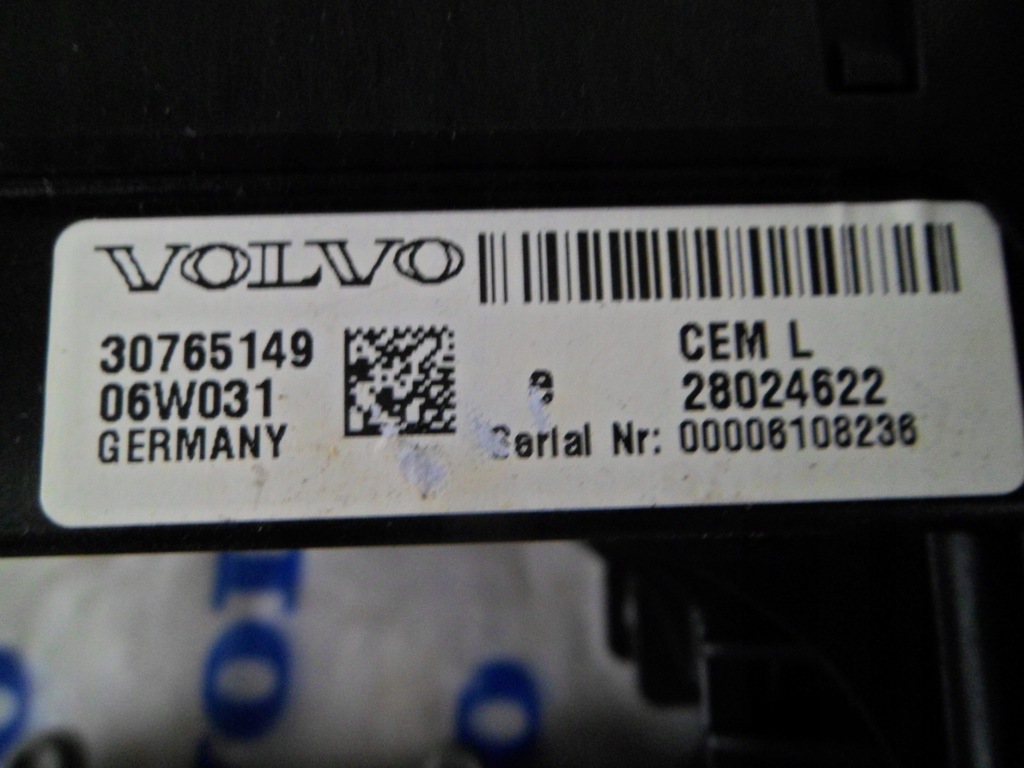 VOLVO
30765149
06W031
GERMANY
e
CEM L
28024622
Serial Nr: 00006108236